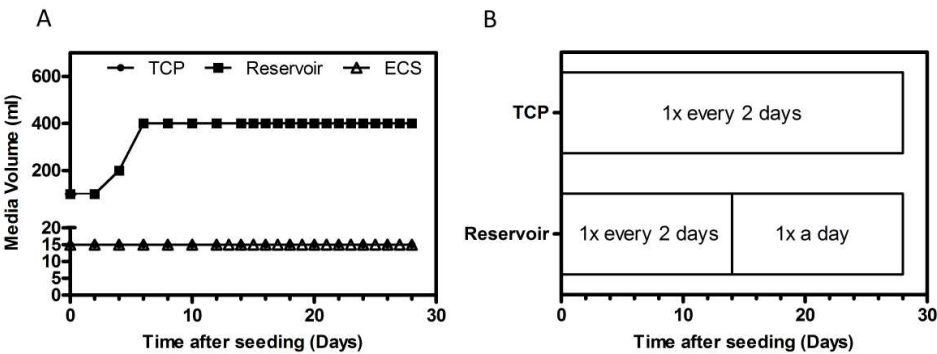 A
TCP Reservoir ECS
600
400
200
20
15
10
5
0
Media Volume (ml)
0 10 20 30
Time after seeding (Days)
B
TCP
1x every 2 days
Reservoir
1x every 2 days
1x a day
0 10 20 30
Time after seeding (Days)